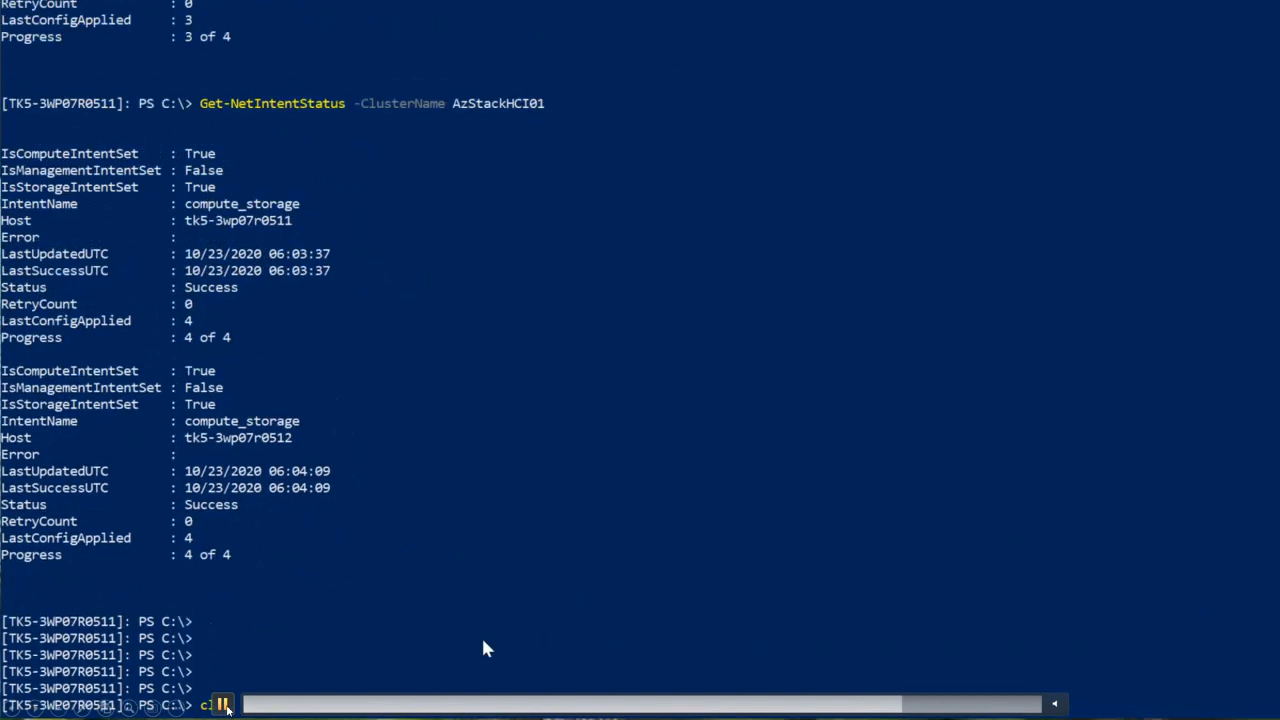 RetryCount : 0
LastConfigApplied : 3
Progress : 3 of 4
[TK5-3WP07R0511]: PS C:\> Get-NetIntentStatus -ClusterName AzStackHCI01
IsComputeIntentSet : True
IsManagementIntentSet : False
IsStorageIntentSet : True
IntentName : compute_storage
Host : tk5-3wp07r0511
Error :
LastUpdatedUTC : 10/23/2020 06:03:37
LastSuccessUTC : 10/23/2020 06:03:37
Status : Success
RetryCount : 0
LastConfigApplied : 4
Progress : 4 of 4
IsComputeIntentSet : True
IsManagementIntentSet : False
IsStorageIntentSet : True
IntentName : compute_storage
Host : tk5-3wp07r0512
Error :
LastUpdatedUTC : 10/23/2020 06:04:09
LastSuccessUTC : 10/23/2020 06:04:09
Status : Success
RetryCount : 0
LastConfigApplied : 4
Progress : 4 of 4
[TK5-3WP07R0511]: PS C:\>
[TK5-3WP07R0511]: PS C:\>
[TK5-3WP07R0511]: PS C:\>
[TK5-3WP07R0511]: PS C:\>
[TK5-3WP07R0511]: PS C:\>
[TK5-3WP07R0511]: PS C:\>